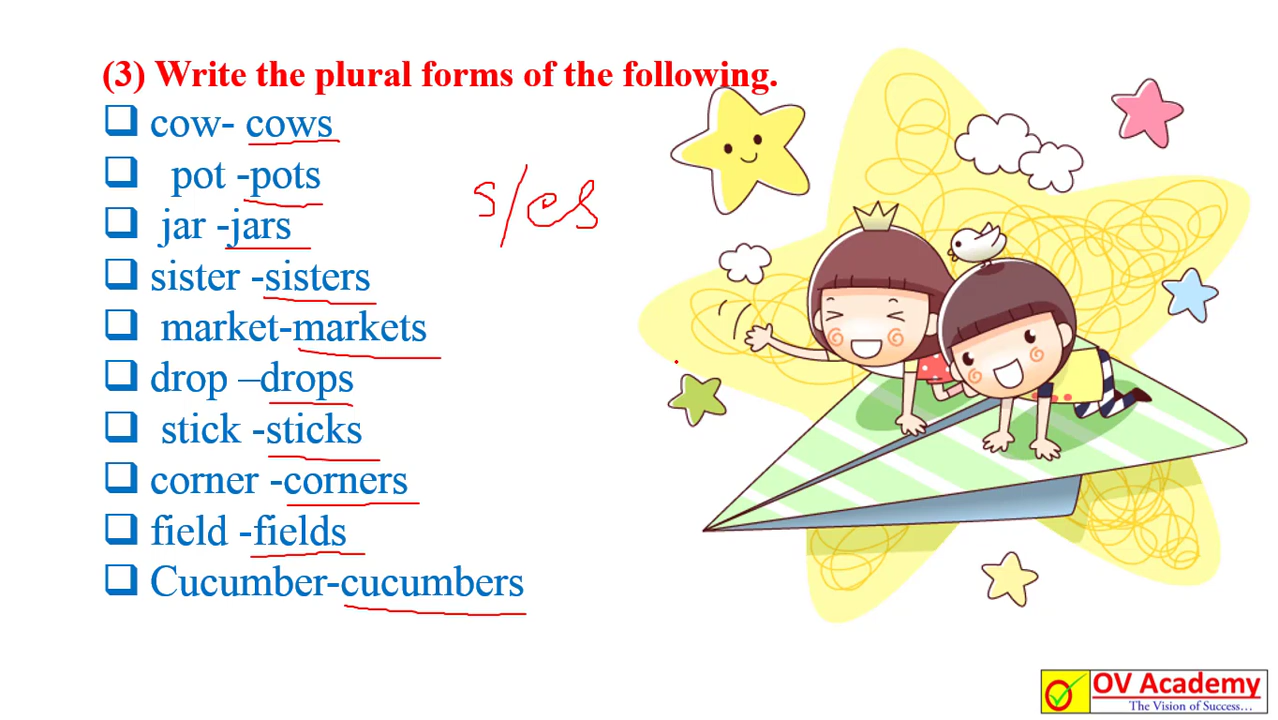 (3) Write the plural forms of the following.
❑ cow- cows
❑ pot -pots
s/es
❑ jar -jars
❑ sister -sisters
❑ market-markets
❑ drop –drops
❑ stick -sticks
❑ corner -corners
❑ field -fields
❑ Cucumber-cucumbers
OV Academy
The Vision of Success...